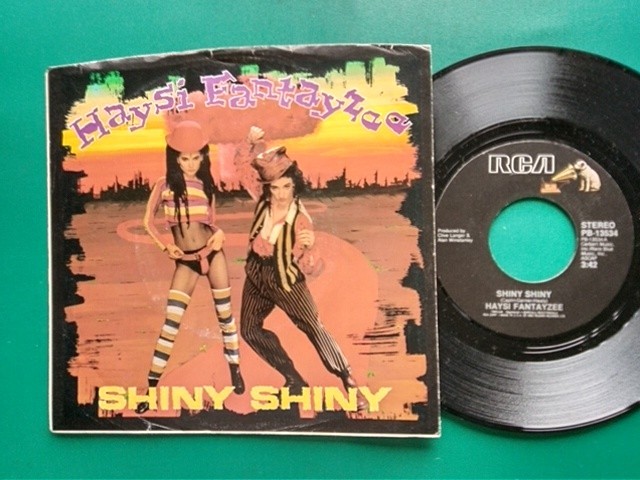 Haysi Fantayzee
SHINY SHINY
RCA
Produced by
Clive Langer &
Alan Winstanley
STEREO
PB-13534
3:42
SHINY SHINY
HAYSI FANTAYZEE